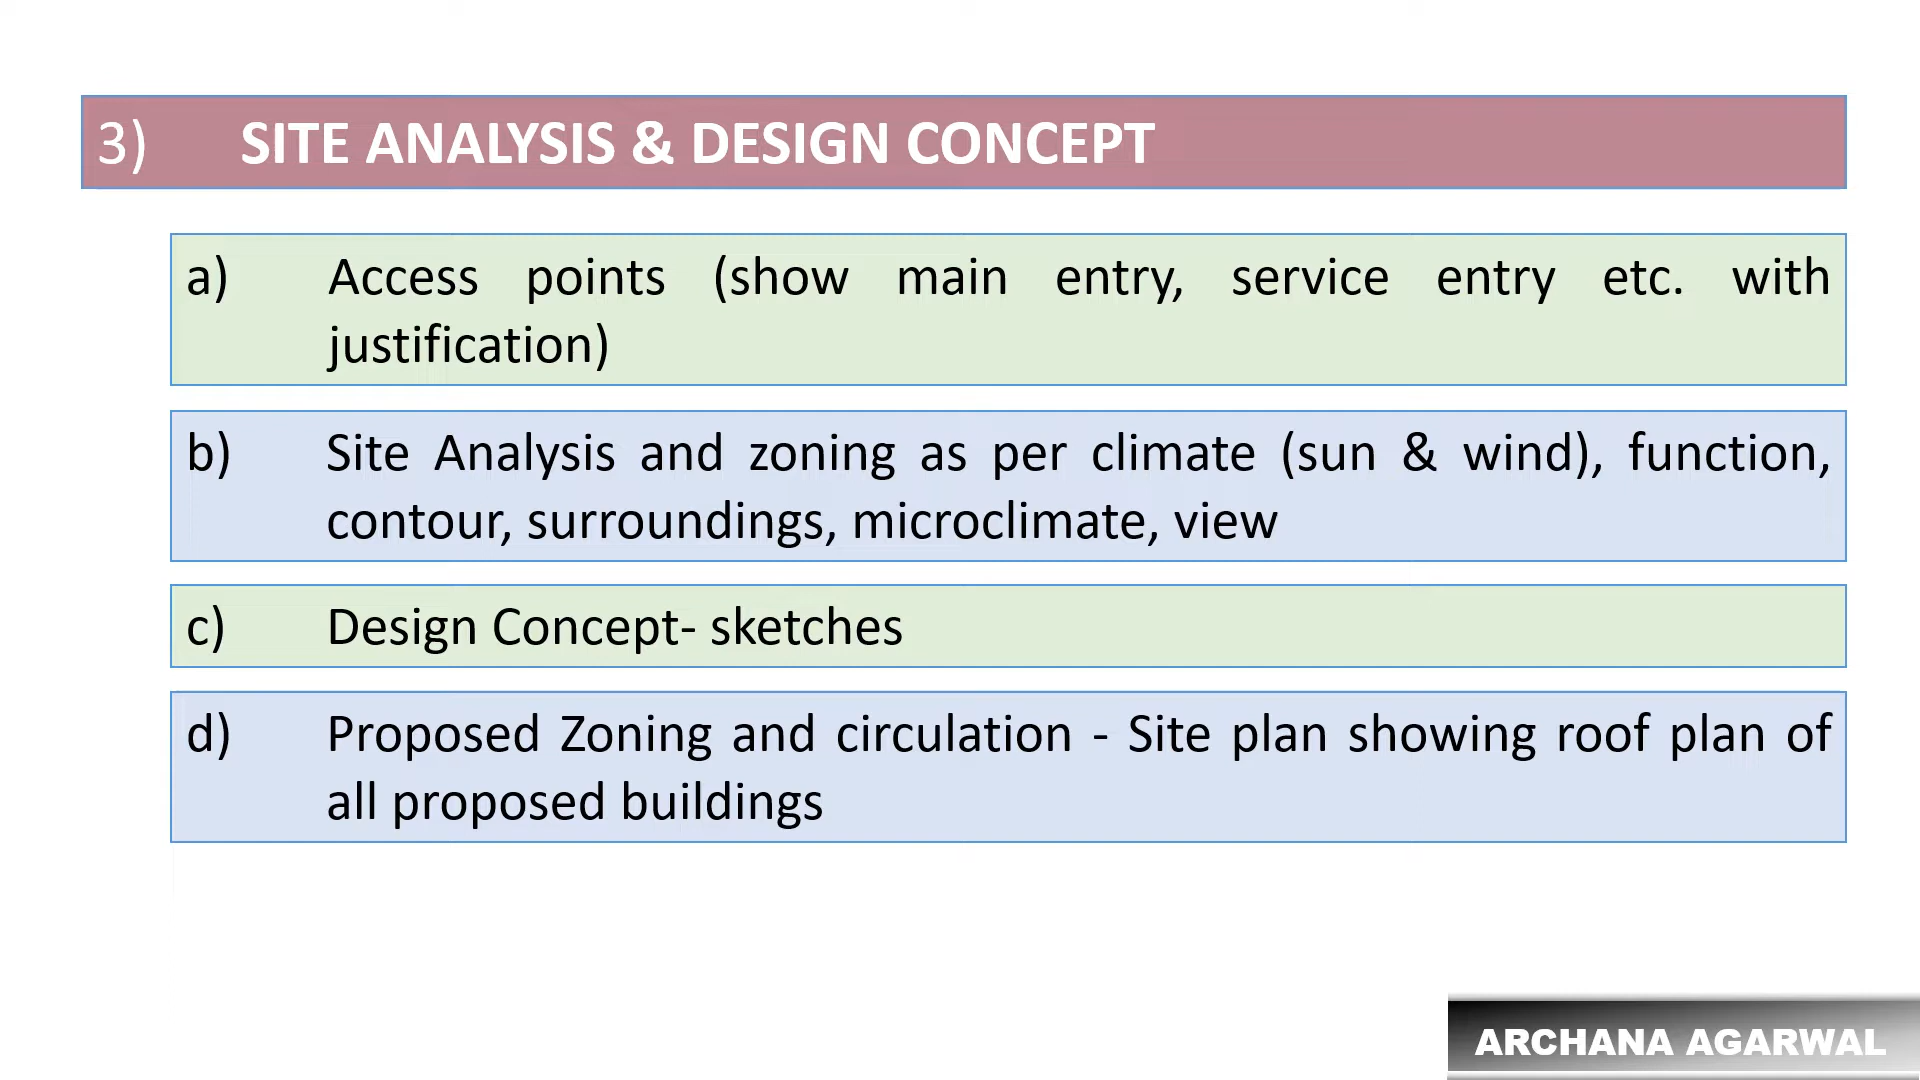 3) SITE ANALYSIS & DESIGN CONCEPT
a) Access points (show main entry, service entry etc. with
justification)
b) Site Analysis and zoning as per climate (sun & wind), function,
contour, surroundings, microclimate, view
c) Design Concept- sketches
d) Proposed Zoning and circulation - Site plan showing roof plan of
all proposed buildings
ARCHANA AGARWAL